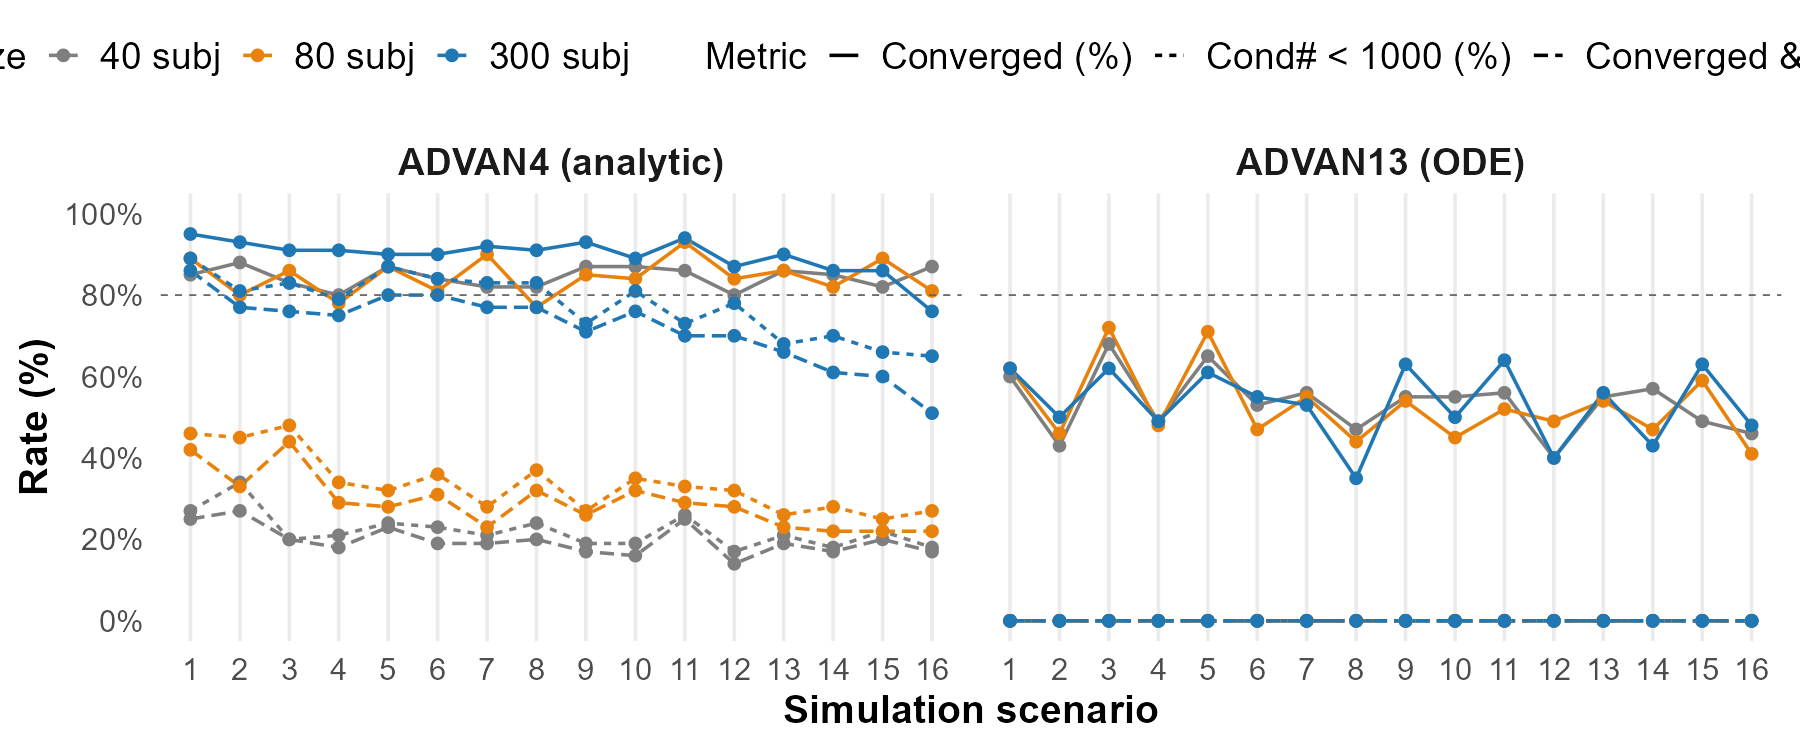 ze 40 subj 80 subj 300 subj Metric Converged (%) Cond# < 1000 (%) Converged &
ADVAN4 (analytic) ADVAN13 (ODE)
100%
80%
60%
40%
20%
0%
Rate (%)
1 2 3 4 5 6 7 8 9 10 11 12 13 14 15 16 1 2 3 4 5 6 7 8 9 10 11 12 13 14 15 16
Simulation scenario